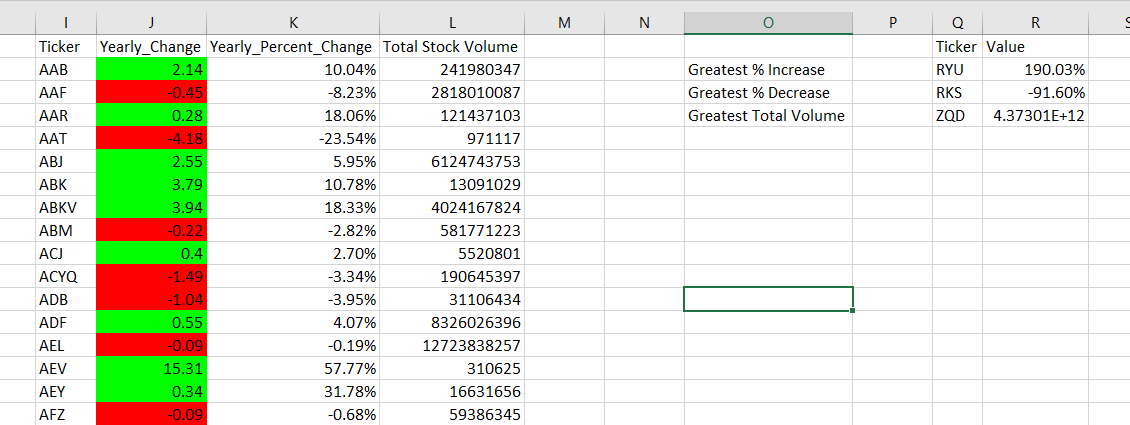 I J K L M N O P Q R S
Ticker Yearly_Change Yearly_Percent_Change Total Stock Volume Ticker Value
AAB 2.14 10.04% 241980347 Greatest % Increase RYU 190.03%
AAF -0.45 -8.23% 2818010087 Greatest % Decrease RKS -91.60%
AAR 0.28 18.06% 121437103 Greatest Total Volume ZQD 4.37301E+12
AAT -4.18 -23.54% 971117
ABJ 2.55 5.95% 6124743753
ABK 3.79 10.78% 13091029
ABKV 3.94 18.33% 4024167824
ABM -0.22 -2.82% 581771223
ACJ 0.4 2.70% 5520801
ACYQ -1.49 -3.34% 190645397
ADB -1.04 -3.95% 31106434
ADF 0.55 4.07% 8326026396
AEL -0.09 -0.19% 12723838257
AEV 15.31 57.77% 310625
AEY 0.34 31.78% 16631656
AFZ -0.09 -0.68% 59386345